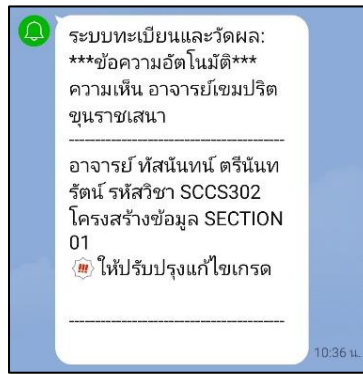 ระบบทะเบียนและวัดผล:
***ข้อความอัตโนมัติ***
ความเห็น อาจารย์เขมปริต
ขุนราชเสนา
----------------------------------------
อาจารย์ ทัสนันทน์ ตรีนันท
รัตน์ รหัสวิชา SCCS302
โครงสร้างข้อมูล SECTION
01
!!! ให้ปรับปรุงแก้ไขเกรด
----------------------------------------
10:36 น.